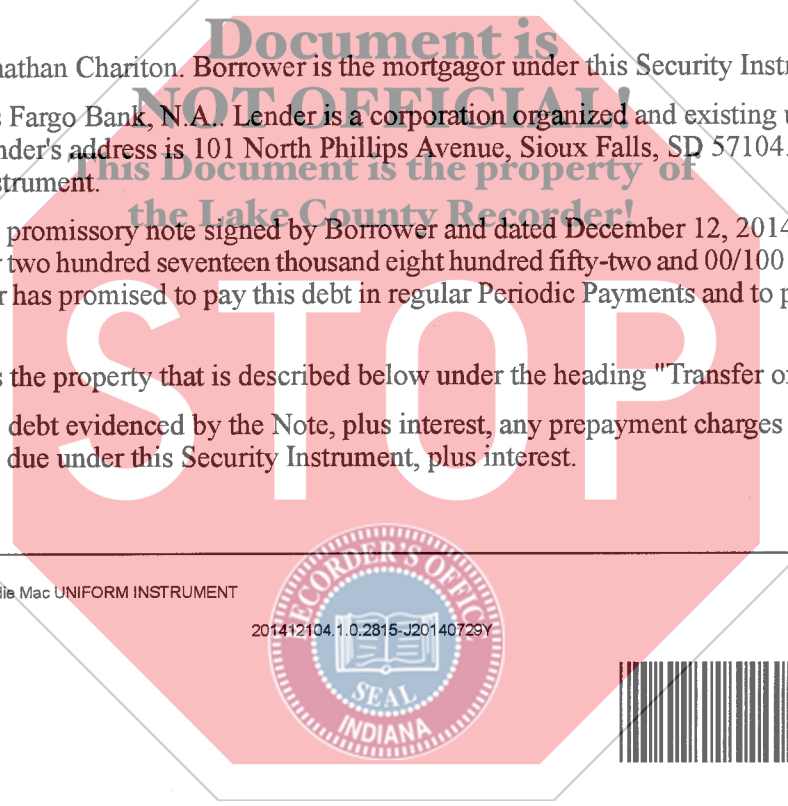 Document is
nathan Chariton. Borrower is the mortgagor under this Security Instr
NOT OFFICIAL!
s Fargo Bank, N.A.. Lender is a corporation organized and existing u
nder's address is 101 North Phillips Avenue, Sioux Falls, SD 57104.
This Document is the property of
strument.
the Lake County Recorder!
promissory note signed by Borrower and dated December 12, 2014
two hundred seventeen thousand eight hundred fifty-two and 00/100
r has promised to pay this debt in regular Periodic Payments and to p
STOP
s the property that is described below under the heading "Transfer of
debt evidenced by the Note, plus interest, any prepayment charges
due under this Security Instrument, plus interest.
die Mac UNIFORM INSTRUMENT
RECORDER'S OFFICE
201412104.1.0.2815-J20140729Y
SEAL
INDIANA